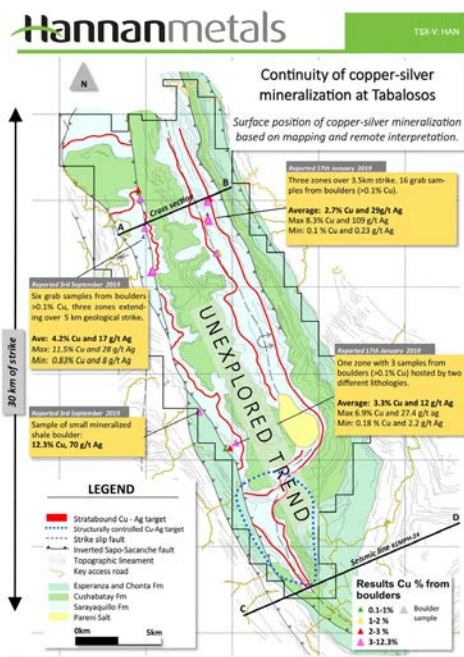 Hannanmetals
TSX-V: HAN
N
Continuity of copper-silver
mineralization at Tabalosos
Surface position of copper-silver mineralization
based on mapping and remote interpretation.
Reported 17th January 2019
Three zones over 3.5km strike. 16 grab sam-
ples from boulders (>0.1% Cu).
Average: 2.7% Cu and 29g/t Ag
Max 8.3% Cu and 109 g/t Ag
Min: 0.1 % Cu and 0.23 g/t Ag
B
Cross section
A
Reported 3rd September 2019
Six grab samples from boulders
>0.1% Cu, three zones extend-
ing over 5 km geological strike.
Ave: 4.2% Cu and 17 g/t Ag
Max: 11.5% Cu and 28 g/t Ag
Min: 0.83% Cu and 8 g/t Ag
30 km of strike
UNEXPLORED TREND
Reported 17th January 2019
One zone with 3 samples from
boulders (>0.1% Cu) hosted by two
different lithologies.
Average: 3.3% Cu and 12 g/t Ag
Max 6.9% Cu and 27.4 g/t ag
Min: 0.18 % Cu and 2.2 g/t Ag
Reported 3rd September 2019
Sample of small mineralized
shale boulder:
12.3% Cu, 70 g/t Ag
LEGEND
Stratabound Cu - Ag target
Structurally controlled Cu-Ag target
Strike slip fault
Inverted Sapo-Sacanche fault
Topographic lineament
Key access road
Esperanza and Chonta Fm
Cushabatay Fm
Sarayaquillo Fm
Pareni Salt
0km
5km
D
Seismic line
C
Results Cu % from
boulders
0.1-1%
1-2 %
2-3 %
3-12.3%
Boulder
sample